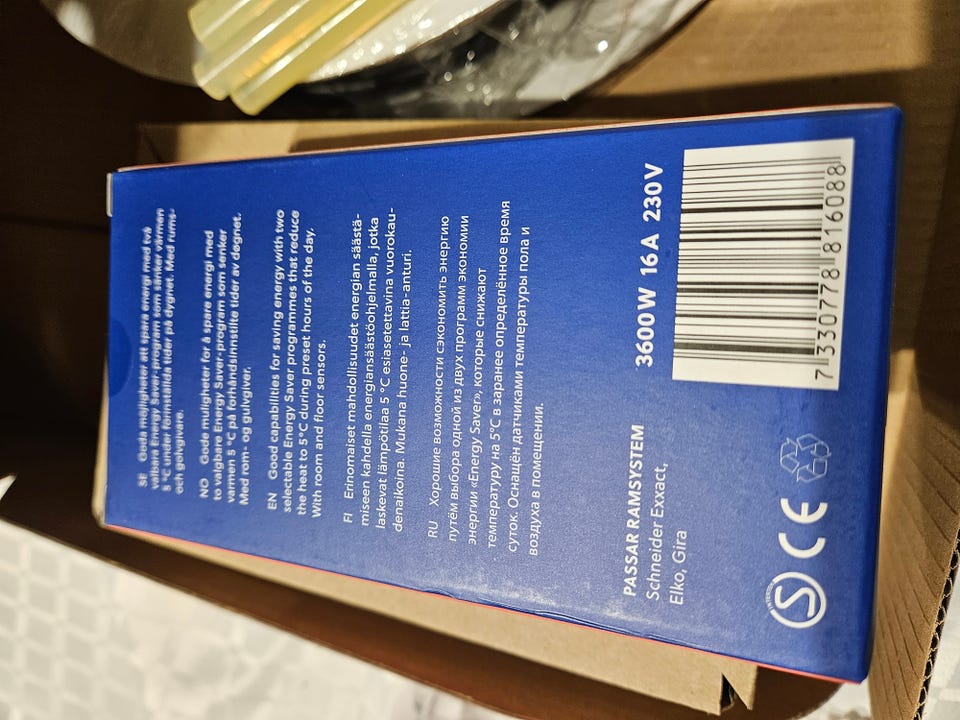 SE Goda möjligheter att spara energi med två
valbara Energy Saver-program som sänker värmen
5 °C under förinställda tider på dygnet. Med rums-
och golvgivare.
NO Gode muligheter for å spare energi med
to valgbare Energy Saver-program som senker
varmen 5 °C på forhåndsinnstilte tider av døgnet.
Med rom- og gulvgiver.
EN Good capabilities for saving energy with two
selectable Energy Saver programmes that reduce
the heat to 5°C during preset hours of the day.
With room and floor sensors.
FI Erinomaiset mahdollisuudet energian säästä-
miseen kahdella energiansäästöohjelmalla, jotka
laskevat lämpötilaa 5 °C esiasetettavina vuorokau-
denaikoina. Mukana huone- ja lattia-anturi.
RU Хорошие возможности сэкономить энергию
путём выбора одной из двух программ экономии
энергии «Energy Saver», которые снижают
температуру на 5°C в заранее определённое время
суток. Оснащён датчиками температуры пола и
воздуха в помещении.
PASSAR RAMSYSTEM
Schneider Exxact,
Elko, Gira
3600W 16A 230V
7 330778 816088
S CE